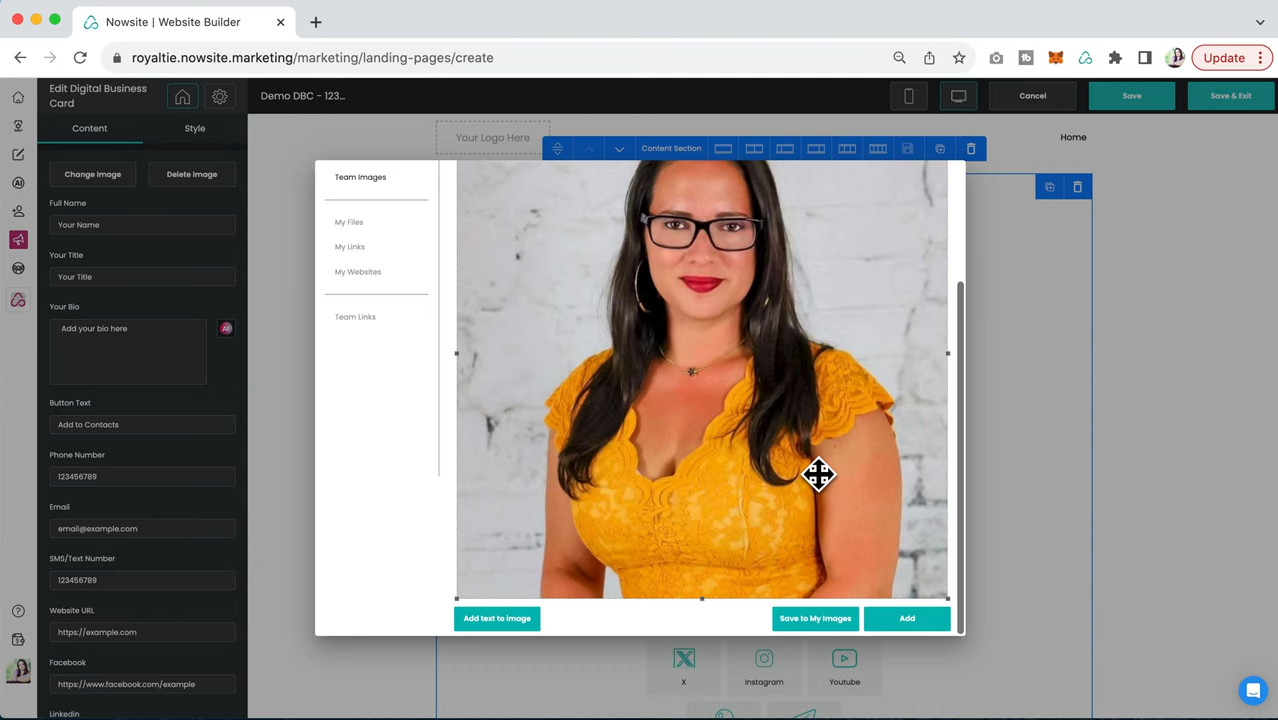 Nowsite | Website Builder
royaltie.nowsite.marketing/marketing/landing-pages/create
Update
Edit Digital Business
Card
Demo DBC - 123...
Cancel
Save
Save & Exit
Content
Style
Your Logo Here
Content Section
Home
Change Image
Delete Image
Full Name
Your Name
Your Title
Your Title
Your Bio
Add your bio here
AI
AI
Button Text
Add to Contacts
Phone Number
123456789
Email
email@example.com
SMS/Text Number
123456789
Website URL
https://example.com
Facebook
https://www.facebook.com/example
Linkedin
Team Images
My Files
My Links
My Websites
Team Links
Add text to image
Save to My Images
Add
X
Instagram
Youtube